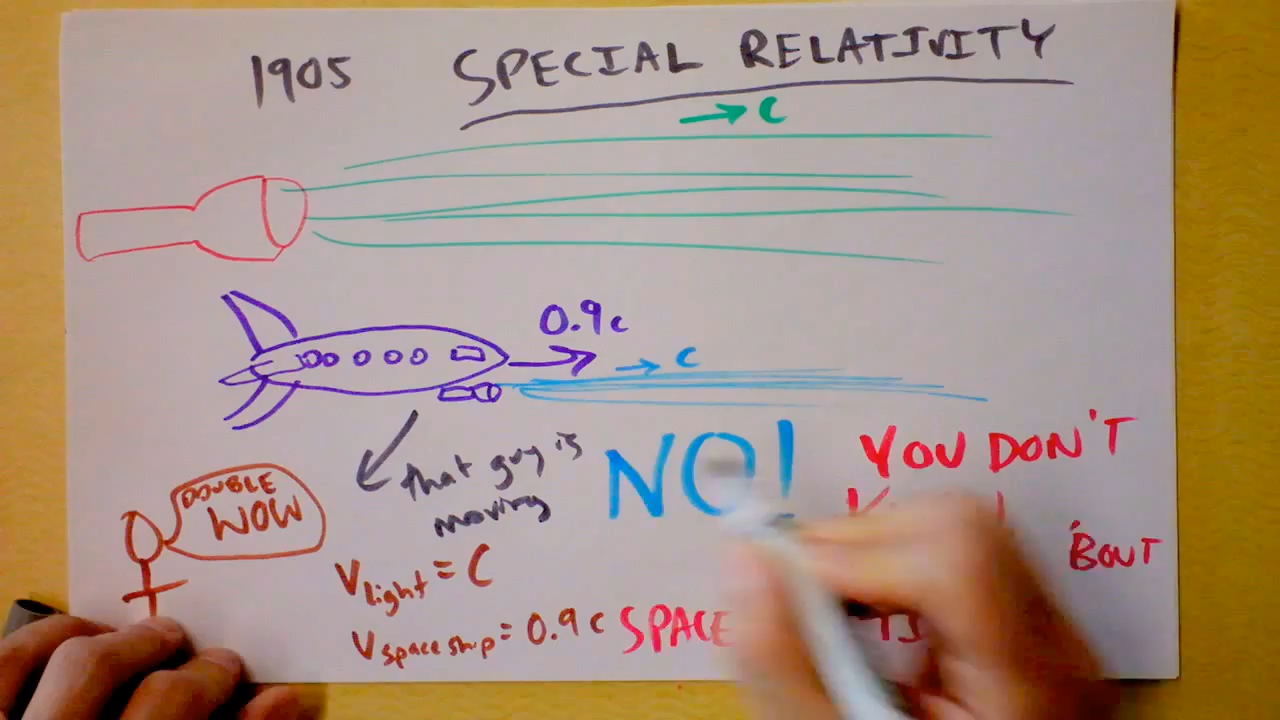 1905 SPECIAL RELATIVITY
→ C
0.9c
→ C
that guy is
moving
NO!
YOU DON'T
'BOUT
DOUBLE
WOW
V light = C
V space ship = 0.9c
SPACE